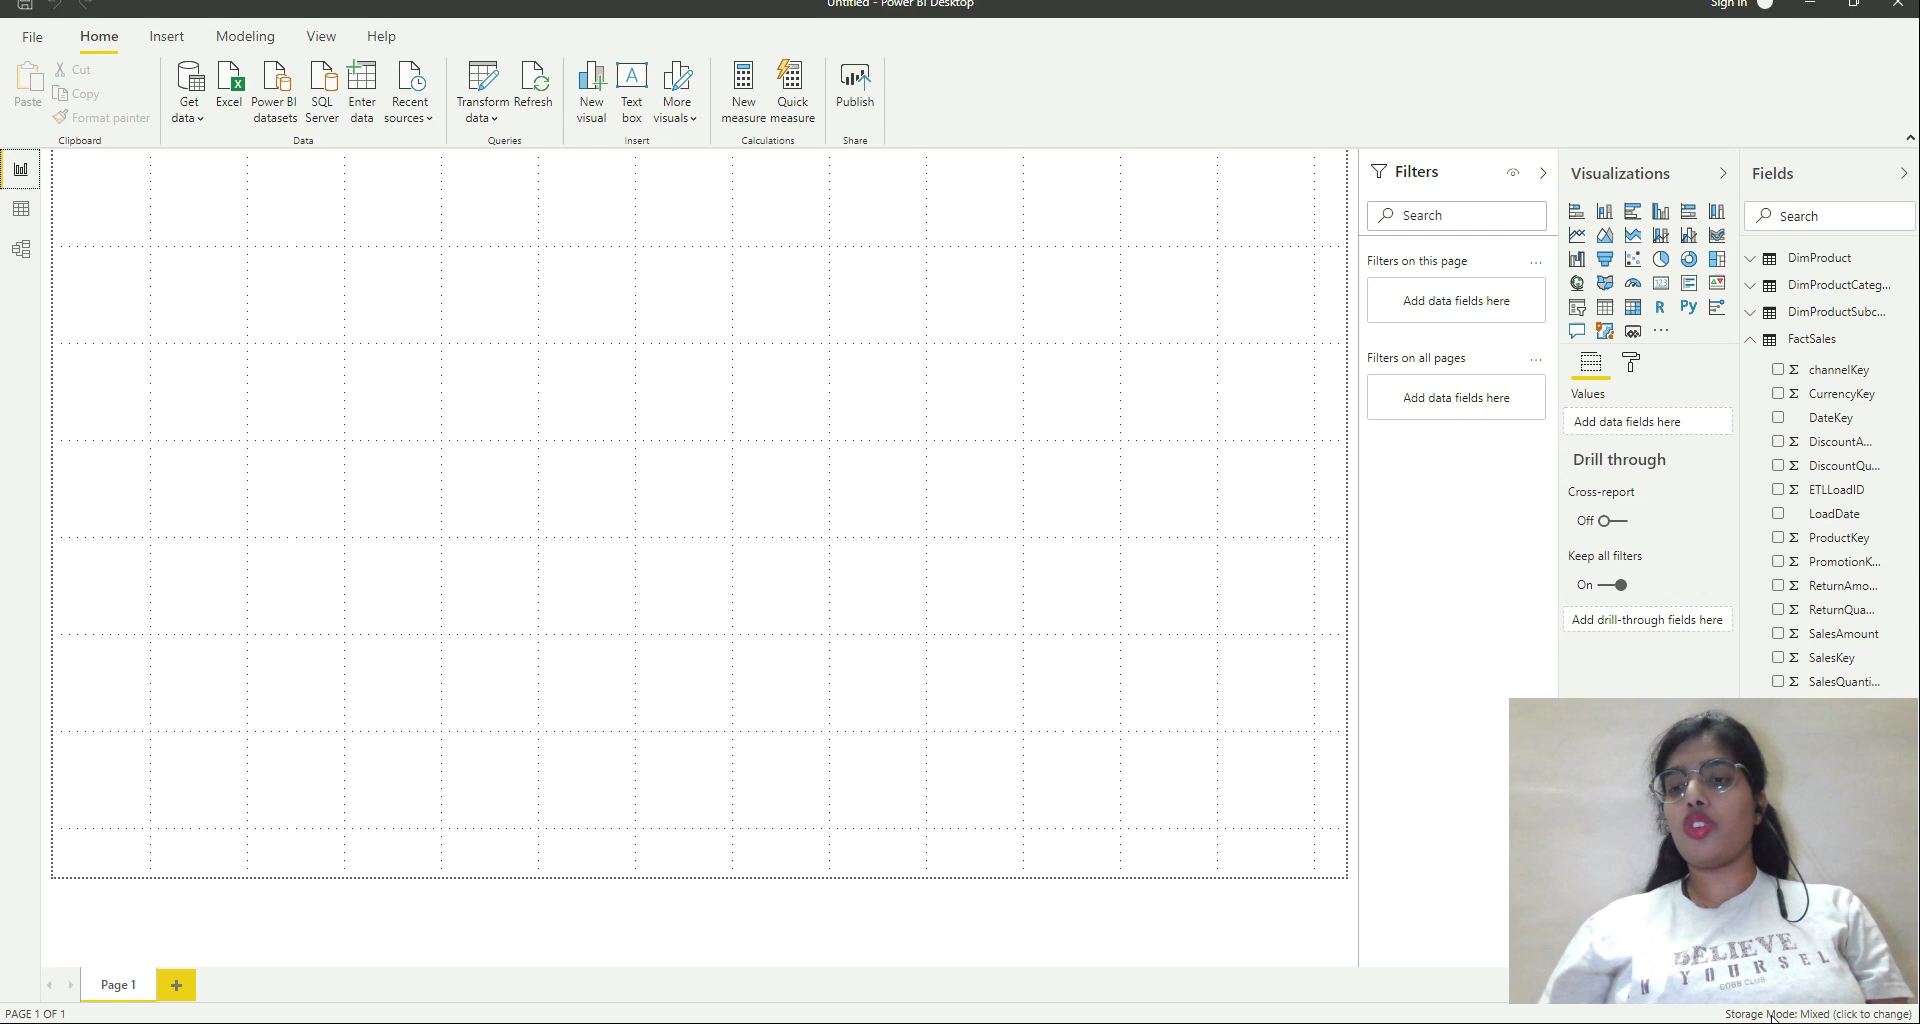 Untitled - Power BI Desktop
Sign in
File
Home
Insert
Modeling
View
Help
Paste
Cut
Copy
Format painter
Clipboard
Get
data
Excel
Power BI
datasets
SQL
Server
Enter
data
Recent
sources
Data
Transform
data
Refresh
Queries
New
visual
A
Text
box
More
visuals
Insert
New
measure
Quick
measure
Calculations
Publish
Share
Filters
Search
Filters on this page
...
Add data fields here
Filters on all pages
...
Add data fields here
Visualizations
123
R
Py
...
Values
Add data fields here
Drill through
Cross-report
Off
Keep all filters
On
Add drill-through fields here
Fields
Search
DimProduct
DimProductCateg...
DimProductSubc...
FactSales
Σ channelKey
Σ CurrencyKey
DateKey
Σ DiscountA...
Σ DiscountQu...
Σ ETLLoadID
LoadDate
Σ ProductKey
Σ PromotionK...
Σ ReturnAmo...
Σ ReturnQua...
Σ SalesAmount
Σ SalesKey
Σ SalesQuanti...
BELIEVE
N YOURSEL
COBB CLUB
Page 1
+
PAGE 1 OF 1
Storage Mode: Mixed (click to change)